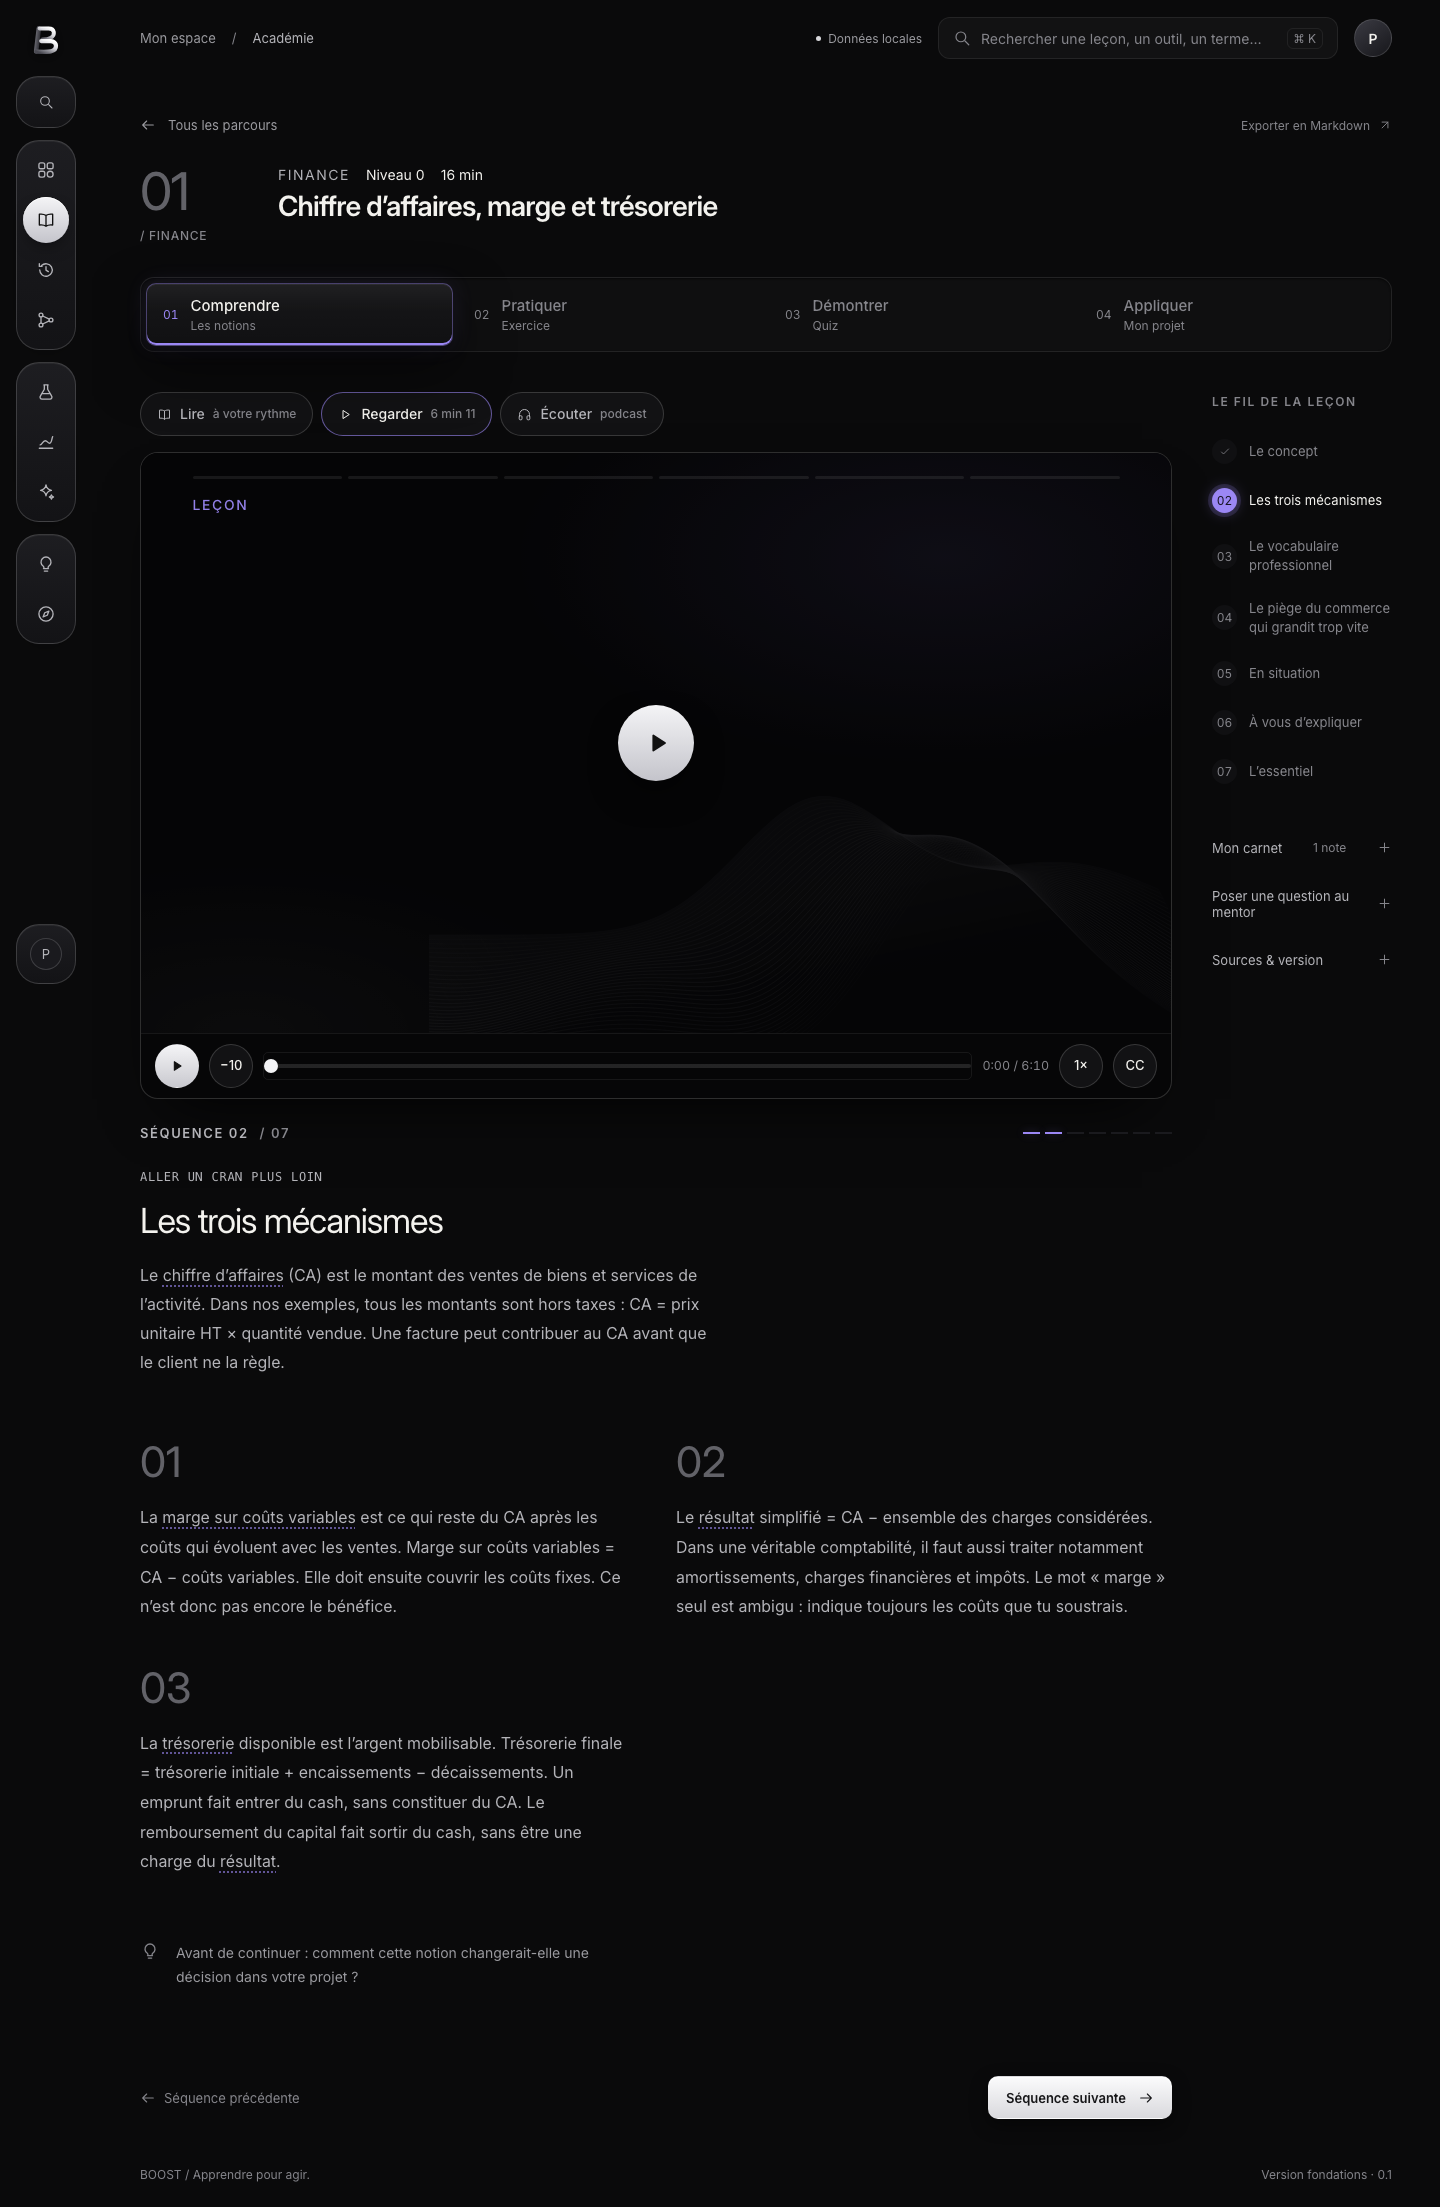 B
Mon espace / Académie
Données locales
Rechercher une leçon, un outil, un terme...
⌘ K
P
Tous les parcours
Exporter en Markdown
01
/ FINANCE
FINANCE Niveau 0 16 min
Chiffre d’affaires, marge et trésorerie
01 Comprendre
Les notions
02 Pratiquer
Exercice
03 Démontrer
Quiz
04 Appliquer
Mon projet
Lire à votre rythme
Regarder 6 min 11
Écouter podcast
LEÇON
−10
0:00 / 6:10
1×
CC
LE FIL DE LA LEÇON
Le concept
02 Les trois mécanismes
03 Le vocabulaire
professionnel
04 Le piège du commerce
qui grandit trop vite
05 En situation
06 À vous d’expliquer
07 L’essentiel
Mon carnet 1 note +
Poser une question au
mentor +
Sources & version +
P
SÉQUENCE 02 / 07
ALLER UN CRAN PLUS LOIN
Les trois mécanismes
Le chiffre d’affaires (CA) est le montant des ventes de biens et services de
l’activité. Dans nos exemples, tous les montants sont hors taxes : CA = prix
unitaire HT × quantité vendue. Une facture peut contribuer au CA avant que
le client ne la règle.
01
La marge sur coûts variables est ce qui reste du CA après les
coûts qui évoluent avec les ventes. Marge sur coûts variables =
CA − coûts variables. Elle doit ensuite couvrir les coûts fixes. Ce
n’est donc pas encore le bénéfice.
02
Le résultat simplifié = CA − ensemble des charges considérées.
Dans une véritable comptabilité, il faut aussi traiter notamment
amortissements, charges financières et impôts. Le mot « marge »
seul est ambigu : indique toujours les coûts que tu soustrais.
03
La trésorerie disponible est l’argent mobilisable. Trésorerie finale
= trésorerie initiale + encaissements − décaissements. Un
emprunt fait entrer du cash, sans constituer du CA. Le
remboursement du capital fait sortir du cash, sans être une
charge du résultat.
Avant de continuer : comment cette notion changerait-elle une
décision dans votre projet ?
Séquence précédente
Séquence suivante
BOOST / Apprendre pour agir.
Version fondations · 0.1